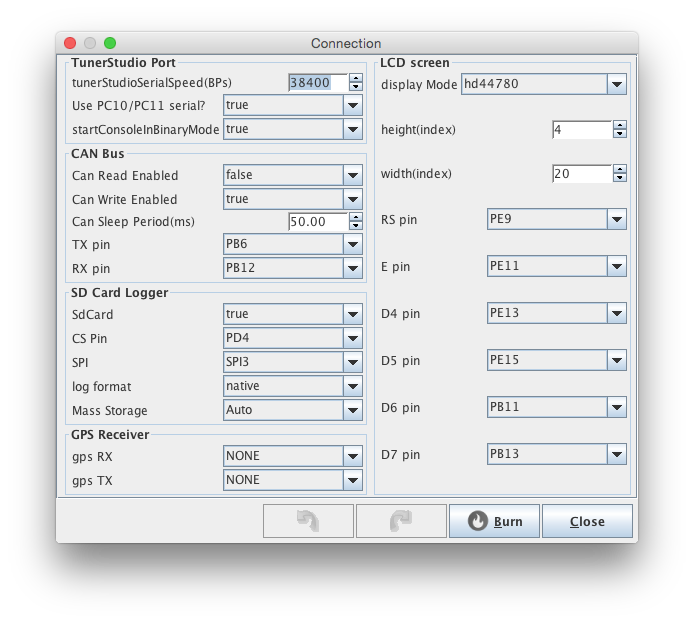 Connection
TunerStudio Port
tunerStudioSerialSpeed(BPs) 38400
Use PC10/PC11 serial? true
startConsoleInBinaryMode true
CAN Bus
Can Read Enabled false
Can Write Enabled true
Can Sleep Period(ms) 50.00
TX pin PB6
RX pin PB12
SD Card Logger
SdCard true
CS Pin PD4
SPI SPI3
log format native
Mass Storage Auto
GPS Receiver
gps RX NONE
gps TX NONE
LCD screen
display Mode hd44780
height(index) 4
width(index) 20
RS pin PE9
E pin PE11
D4 pin PE13
D5 pin PE15
D6 pin PB11
D7 pin PB13
Burn Close